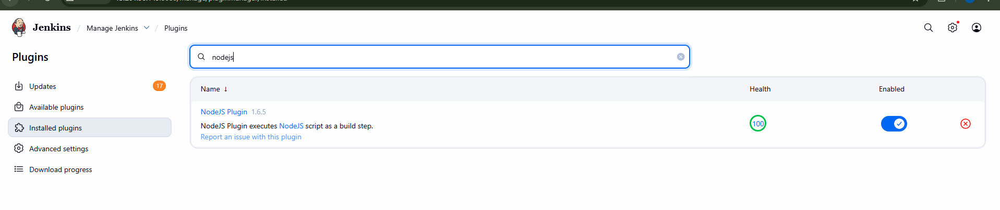 Jenkins / Manage Jenkins / Plugins
Plugins
nodejs
Updates 17
Available plugins
Installed plugins
Advanced settings
Download progress
Name ↓ Health Enabled
NodeJS Plugin 1.6.5
NodeJS Plugin executes NodeJS script as a build step.
Report an issue with this plugin
100